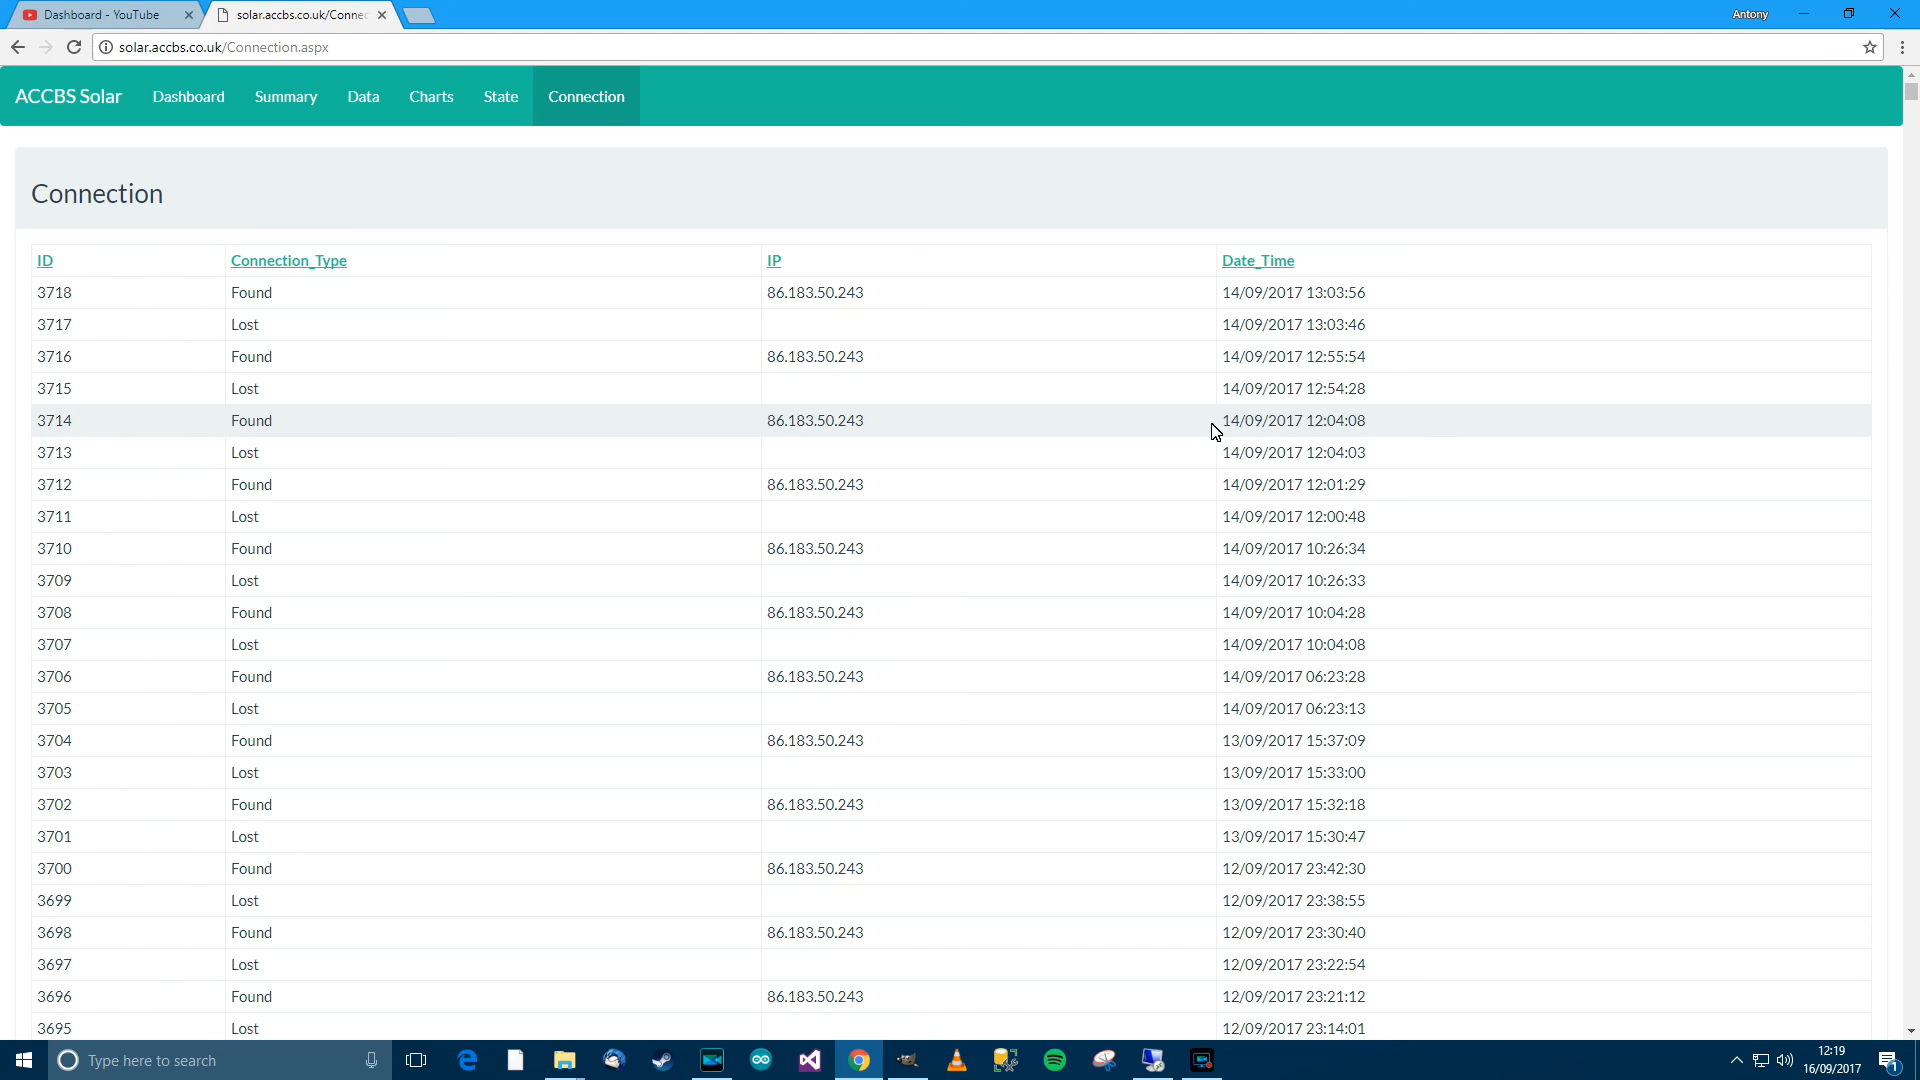 Dashboard - YouTube
solar.accbs.co.uk/Connec
Antony
solar.accbs.co.uk/Connection.aspx
ACCBS Solar Dashboard Summary Data Charts State Connection
Connection
ID Connection_Type IP Date_Time
3718 Found 86.183.50.243 14/09/2017 13:03:56
3717 Lost 14/09/2017 13:03:46
3716 Found 86.183.50.243 14/09/2017 12:55:54
3715 Lost 14/09/2017 12:54:28
3714 Found 86.183.50.243 14/09/2017 12:04:08
3713 Lost 14/09/2017 12:04:03
3712 Found 86.183.50.243 14/09/2017 12:01:29
3711 Lost 14/09/2017 12:00:48
3710 Found 86.183.50.243 14/09/2017 10:26:34
3709 Lost 14/09/2017 10:26:33
3708 Found 86.183.50.243 14/09/2017 10:04:28
3707 Lost 14/09/2017 10:04:08
3706 Found 86.183.50.243 14/09/2017 06:23:28
3705 Lost 14/09/2017 06:23:13
3704 Found 86.183.50.243 13/09/2017 15:37:09
3703 Lost 13/09/2017 15:33:00
3702 Found 86.183.50.243 13/09/2017 15:32:18
3701 Lost 13/09/2017 15:30:47
3700 Found 86.183.50.243 12/09/2017 23:42:30
3699 Lost 12/09/2017 23:38:55
3698 Found 86.183.50.243 12/09/2017 23:30:40
3697 Lost 12/09/2017 23:22:54
3696 Found 86.183.50.243 12/09/2017 23:21:12
3695 Lost 12/09/2017 23:14:01
Type here to search
12:19
16/09/2017
1